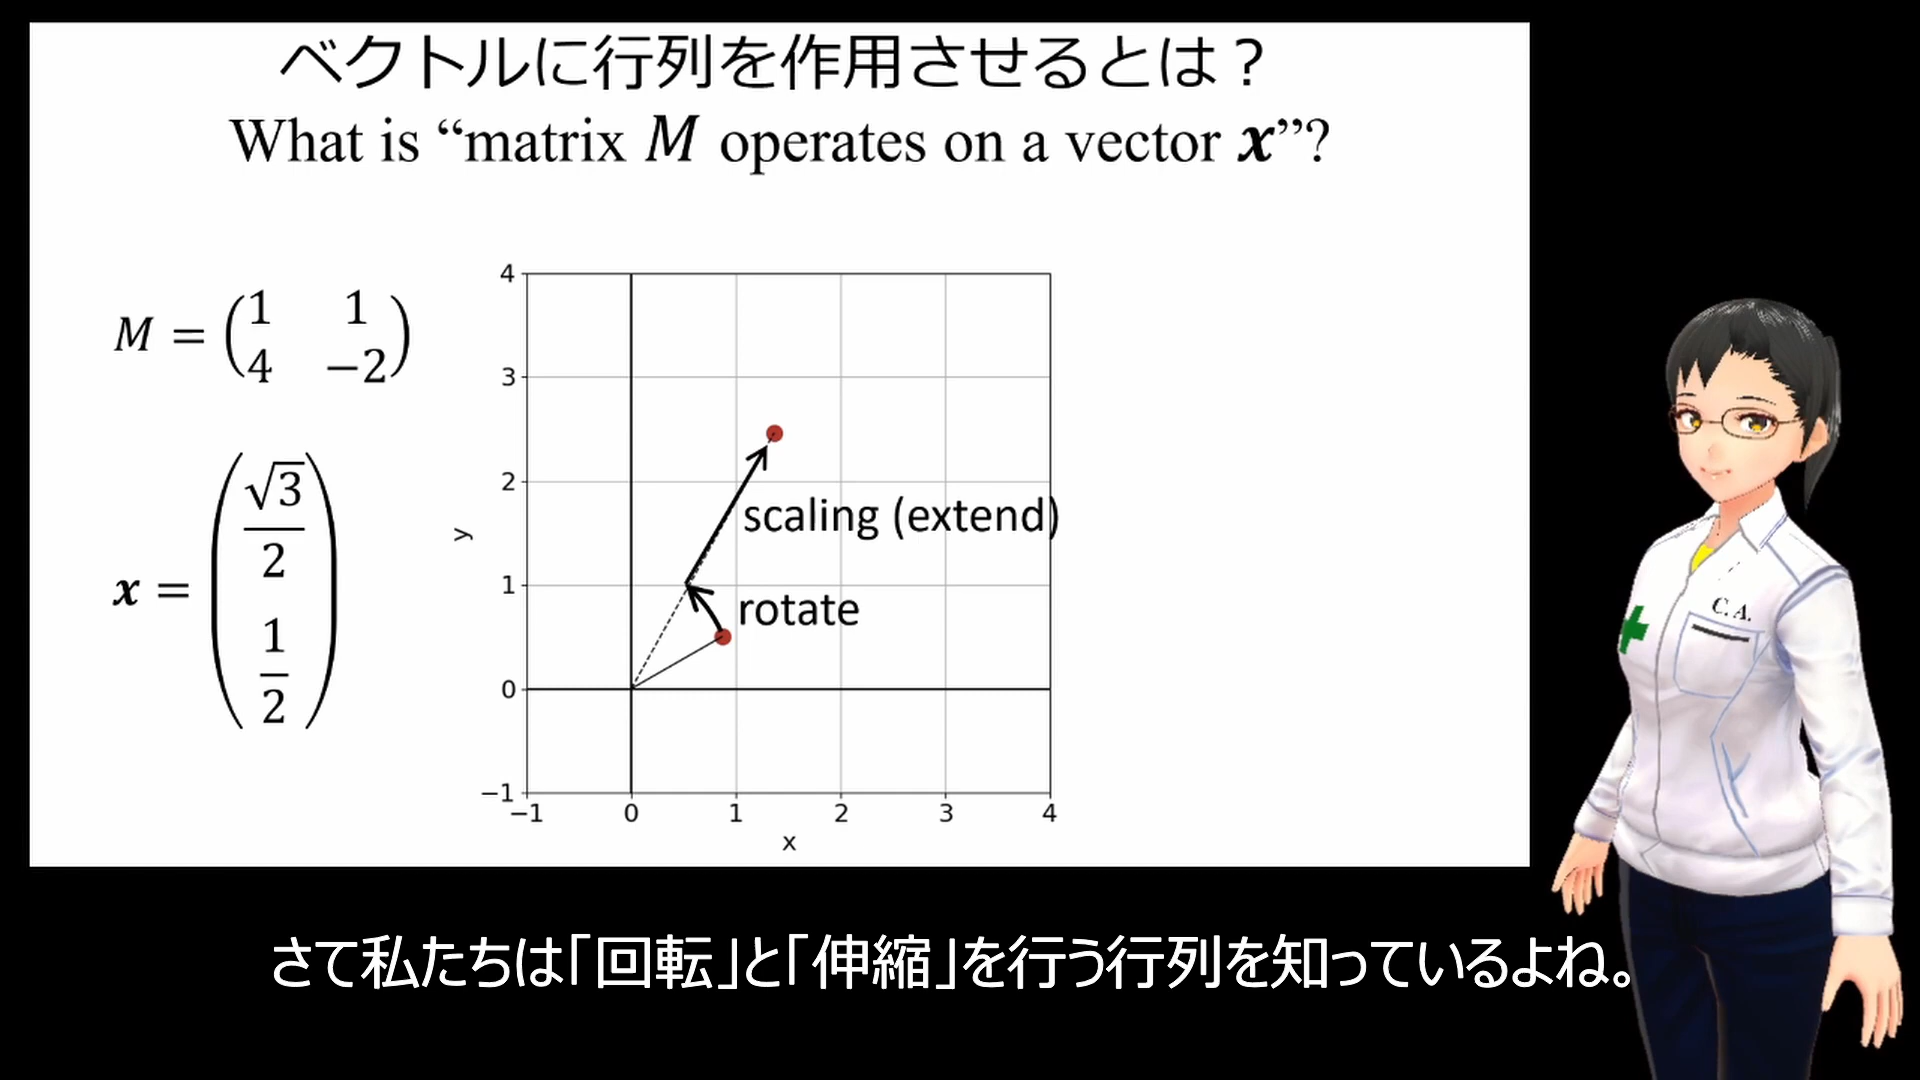 ベクトルに行列を作用させるとは？
What is “matrix M operates on a vector x”?
M = (1 1
4 −2)
x = (√3/2
1/2)
4
3
2
1
0
−1
y
−1 0 1 2 3 4
x
scaling (extend)
rotate
C. A.
さて私たちは「回転」と「伸縮」を行う行列を知っているよね。